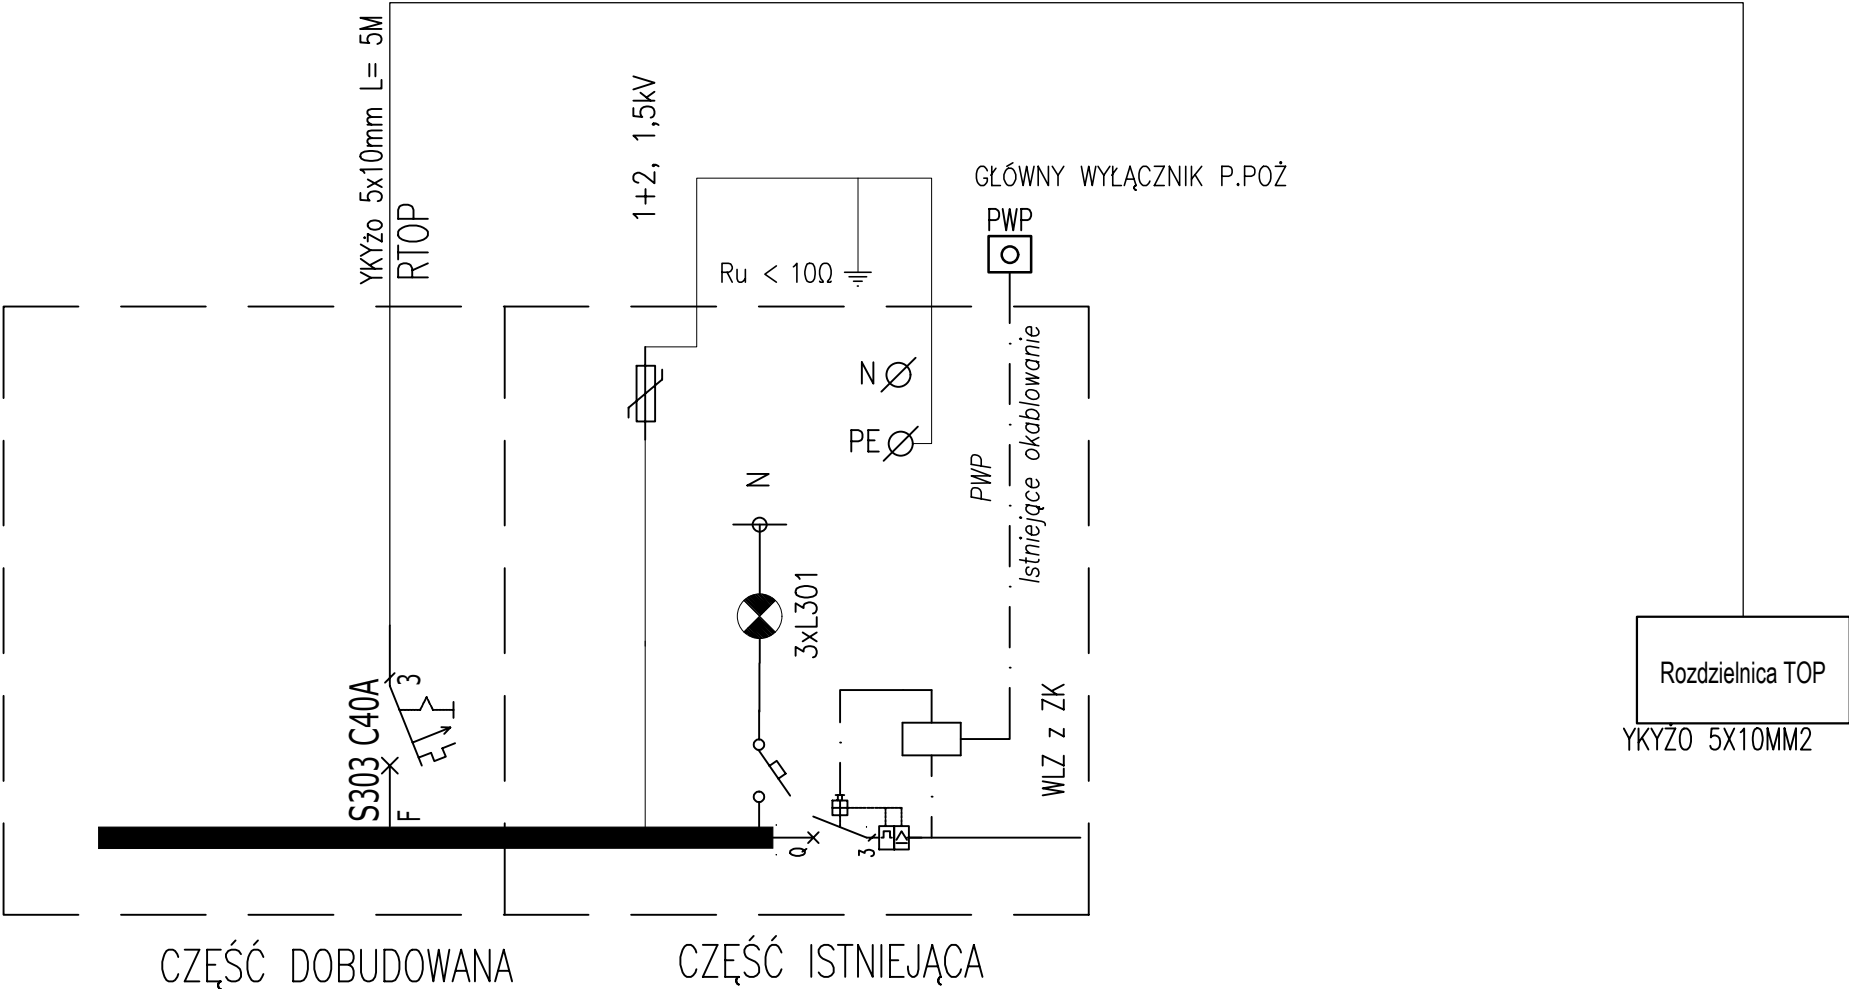 YKYżo 5x10mm L= 5M
RTOP
1+2, 1,5kV
GŁÓWNY WYŁĄCZNIK P.POŻ
PWP
Ru < 10Ω
N
PE
PWP
Istniejące okablowanie
N
3xL301
S303 C40A
3
F
WLZ z ZK
Q
3
Rozdzielnica TOP
YKYŻO 5X10MM2
CZĘŚĆ DOBUDOWANA
CZĘŚĆ ISTNIEJĄCA